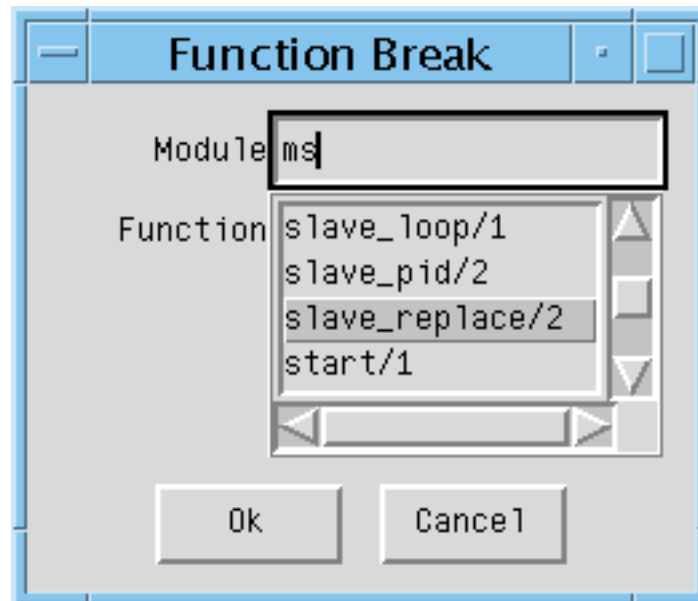 Function Break
Module ms
Function
slave_loop/1
slave_pid/2
slave_replace/2
start/1
Ok Cancel